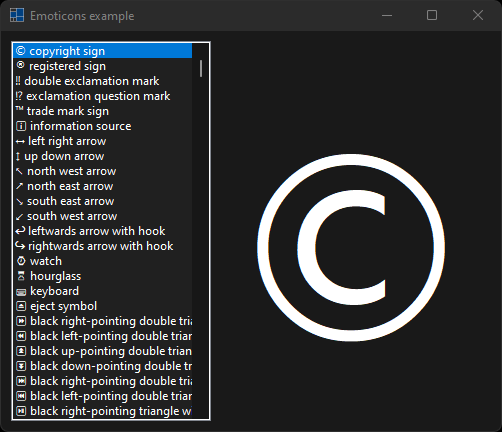 Emoticons example
© copyright sign
® registered sign
‼ double exclamation mark
⁉ exclamation question mark
™ trade mark sign
ℹ information source
↔ left right arrow
↕ up down arrow
↖ north west arrow
↗ north east arrow
↘ south east arrow
↙ south west arrow
↩ leftwards arrow with hook
↪ rightwards arrow with hook
⌚ watch
⌛ hourglass
⌨ keyboard
⏏ eject symbol
⏩ black right-pointing double tria
⏪ black left-pointing double trian
⏫ black up-pointing double trian
⏬ black down-pointing double tr
⏭ black right-pointing double tria
⏮ black left-pointing double trian
⏯ black right-pointing triangle w
©